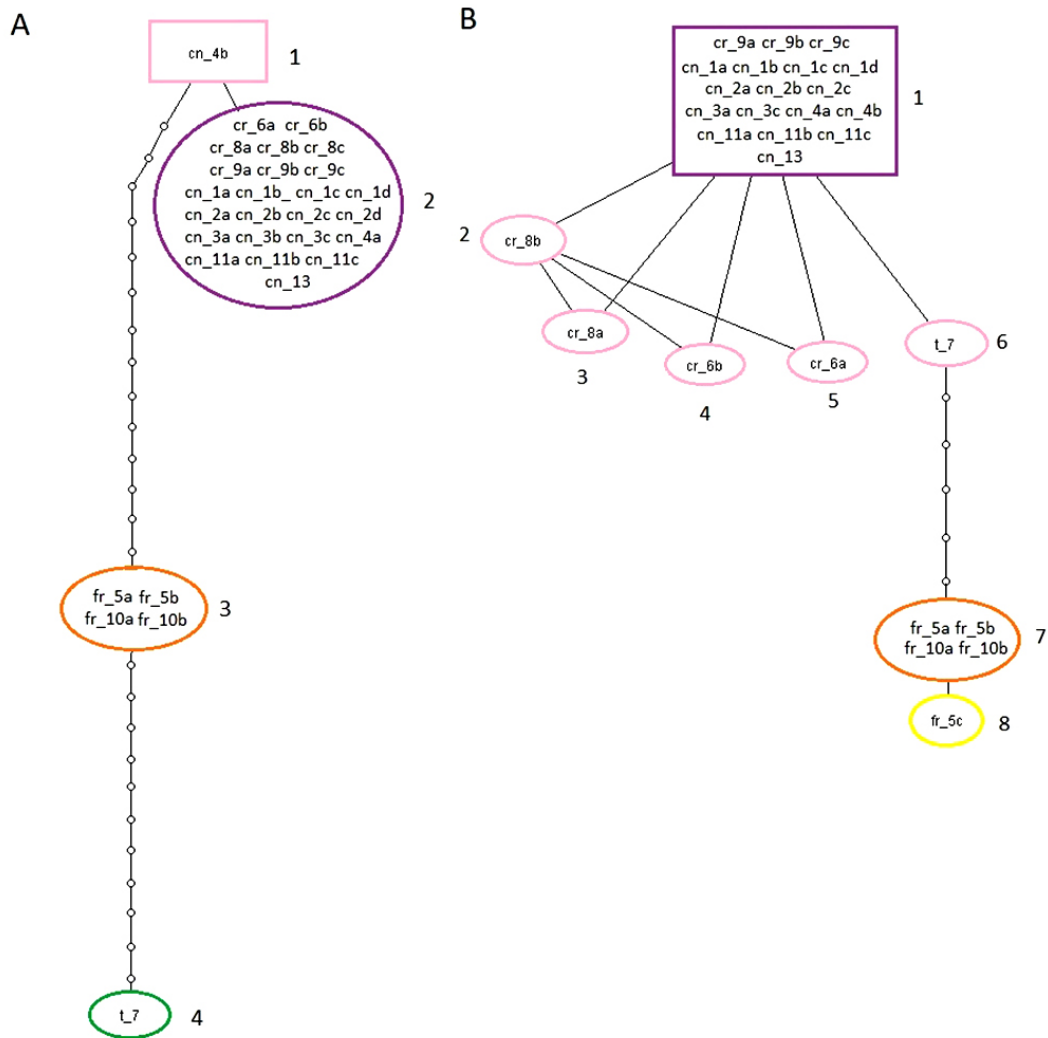 A
cn_4b
1
cr_6a cr_6b
cr_8a cr_8b cr_8c
cr_9a cr_9b cr_9c
cn_1a cn_1b_ cn_1c cn_1d
cn_2a cn_2b cn_2c cn_2d
cn_3a cn_3b cn_3c cn_4a
cn_11a cn_11b cn_11c
cn_13
2
fr_5a fr_5b
fr_10a fr_10b
3
t_7
4
B
cr_9a cr_9b cr_9c
cn_1a cn_1b cn_1c cn_1d
cn_2a cn_2b cn_2c
cn_3a cn_3c cn_4a cn_4b
cn_11a cn_11b cn_11c
cn_13
1
2
cr_8b
cr_8a
3
cr_6b
4
cr_6a
5
t_7
6
fr_5a fr_5b
fr_10a fr_10b
7
fr_5c
8